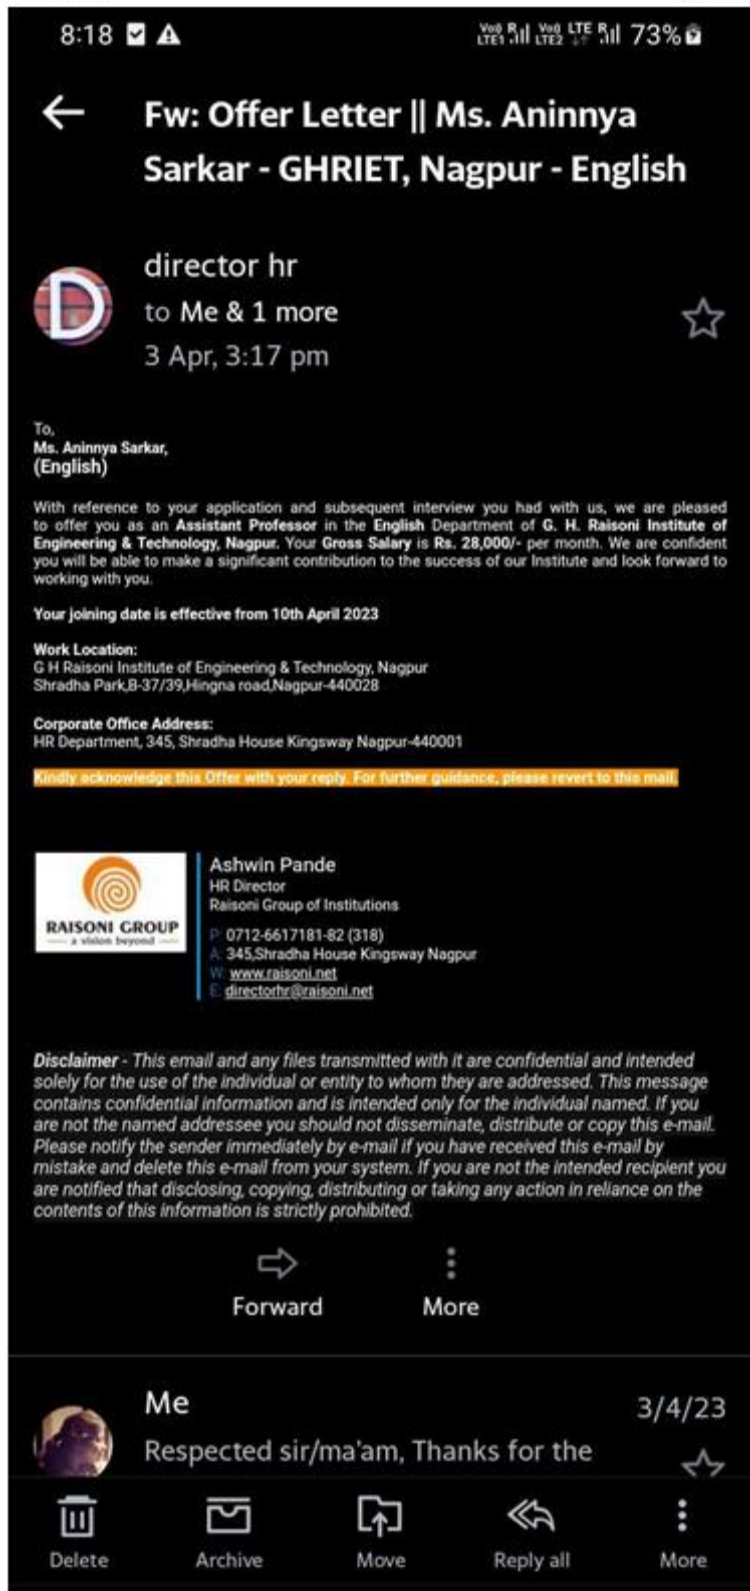 8:18
Vo) R LTE1 Vo) LTE2 LTE R 73%
Fw: Offer Letter || Ms. Aninnya
Sarkar - GHRIET, Nagpur - English
D
director hr
to Me & 1 more
3 Apr, 3:17 pm
To,
Ms. Aninnya Sarkar,
(English)
With reference to your application and subsequent interview you had with us, we are pleased
to offer you as an Assistant Professor in the English Department of G. H. Raisoni Institute of
Engineering & Technology, Nagpur. Your Gross Salary is Rs. 28,000/- per month. We are confident
you will be able to make a significant contribution to the success of our Institute and look forward to
working with you.
Your joining date is effective from 10th April 2023
Work Location:
G H Raisoni Institute of Engineering & Technology, Nagpur
Shradha Park,B-37/39,Hingna road,Nagpur-440028
Corporate Office Address:
HR Department, 345, Shradha House Kingsway Nagpur-440001
Kindly acknowledge this Offer with your reply. For further guidance, please revert to this mail.
RAISONI GROUP
a vision beyond
Ashwin Pande
HR Director
Raisoni Group of Institutions
P: 0712-6617181-82 (318)
A: 345,Shradha House Kingsway Nagpur
W: www.raisoni.net
E: directorhr@raisoni.net
Disclaimer - This email and any files transmitted with it are confidential and intended
solely for the use of the individual or entity to whom they are addressed. This message
contains confidential information and is intended only for the individual named. If you
are not the named addressee you should not disseminate, distribute or copy this e-mail.
Please notify the sender immediately by e-mail if you have received this e-mail by
mistake and delete this e-mail from your system. If you are not the intended recipient you
are notified that disclosing, copying, distributing or taking any action in reliance on the
contents of this information is strictly prohibited.
Forward More
Me 3/4/23
Respected sir/ma'am, Thanks for the
Delete Archive Move Reply all More